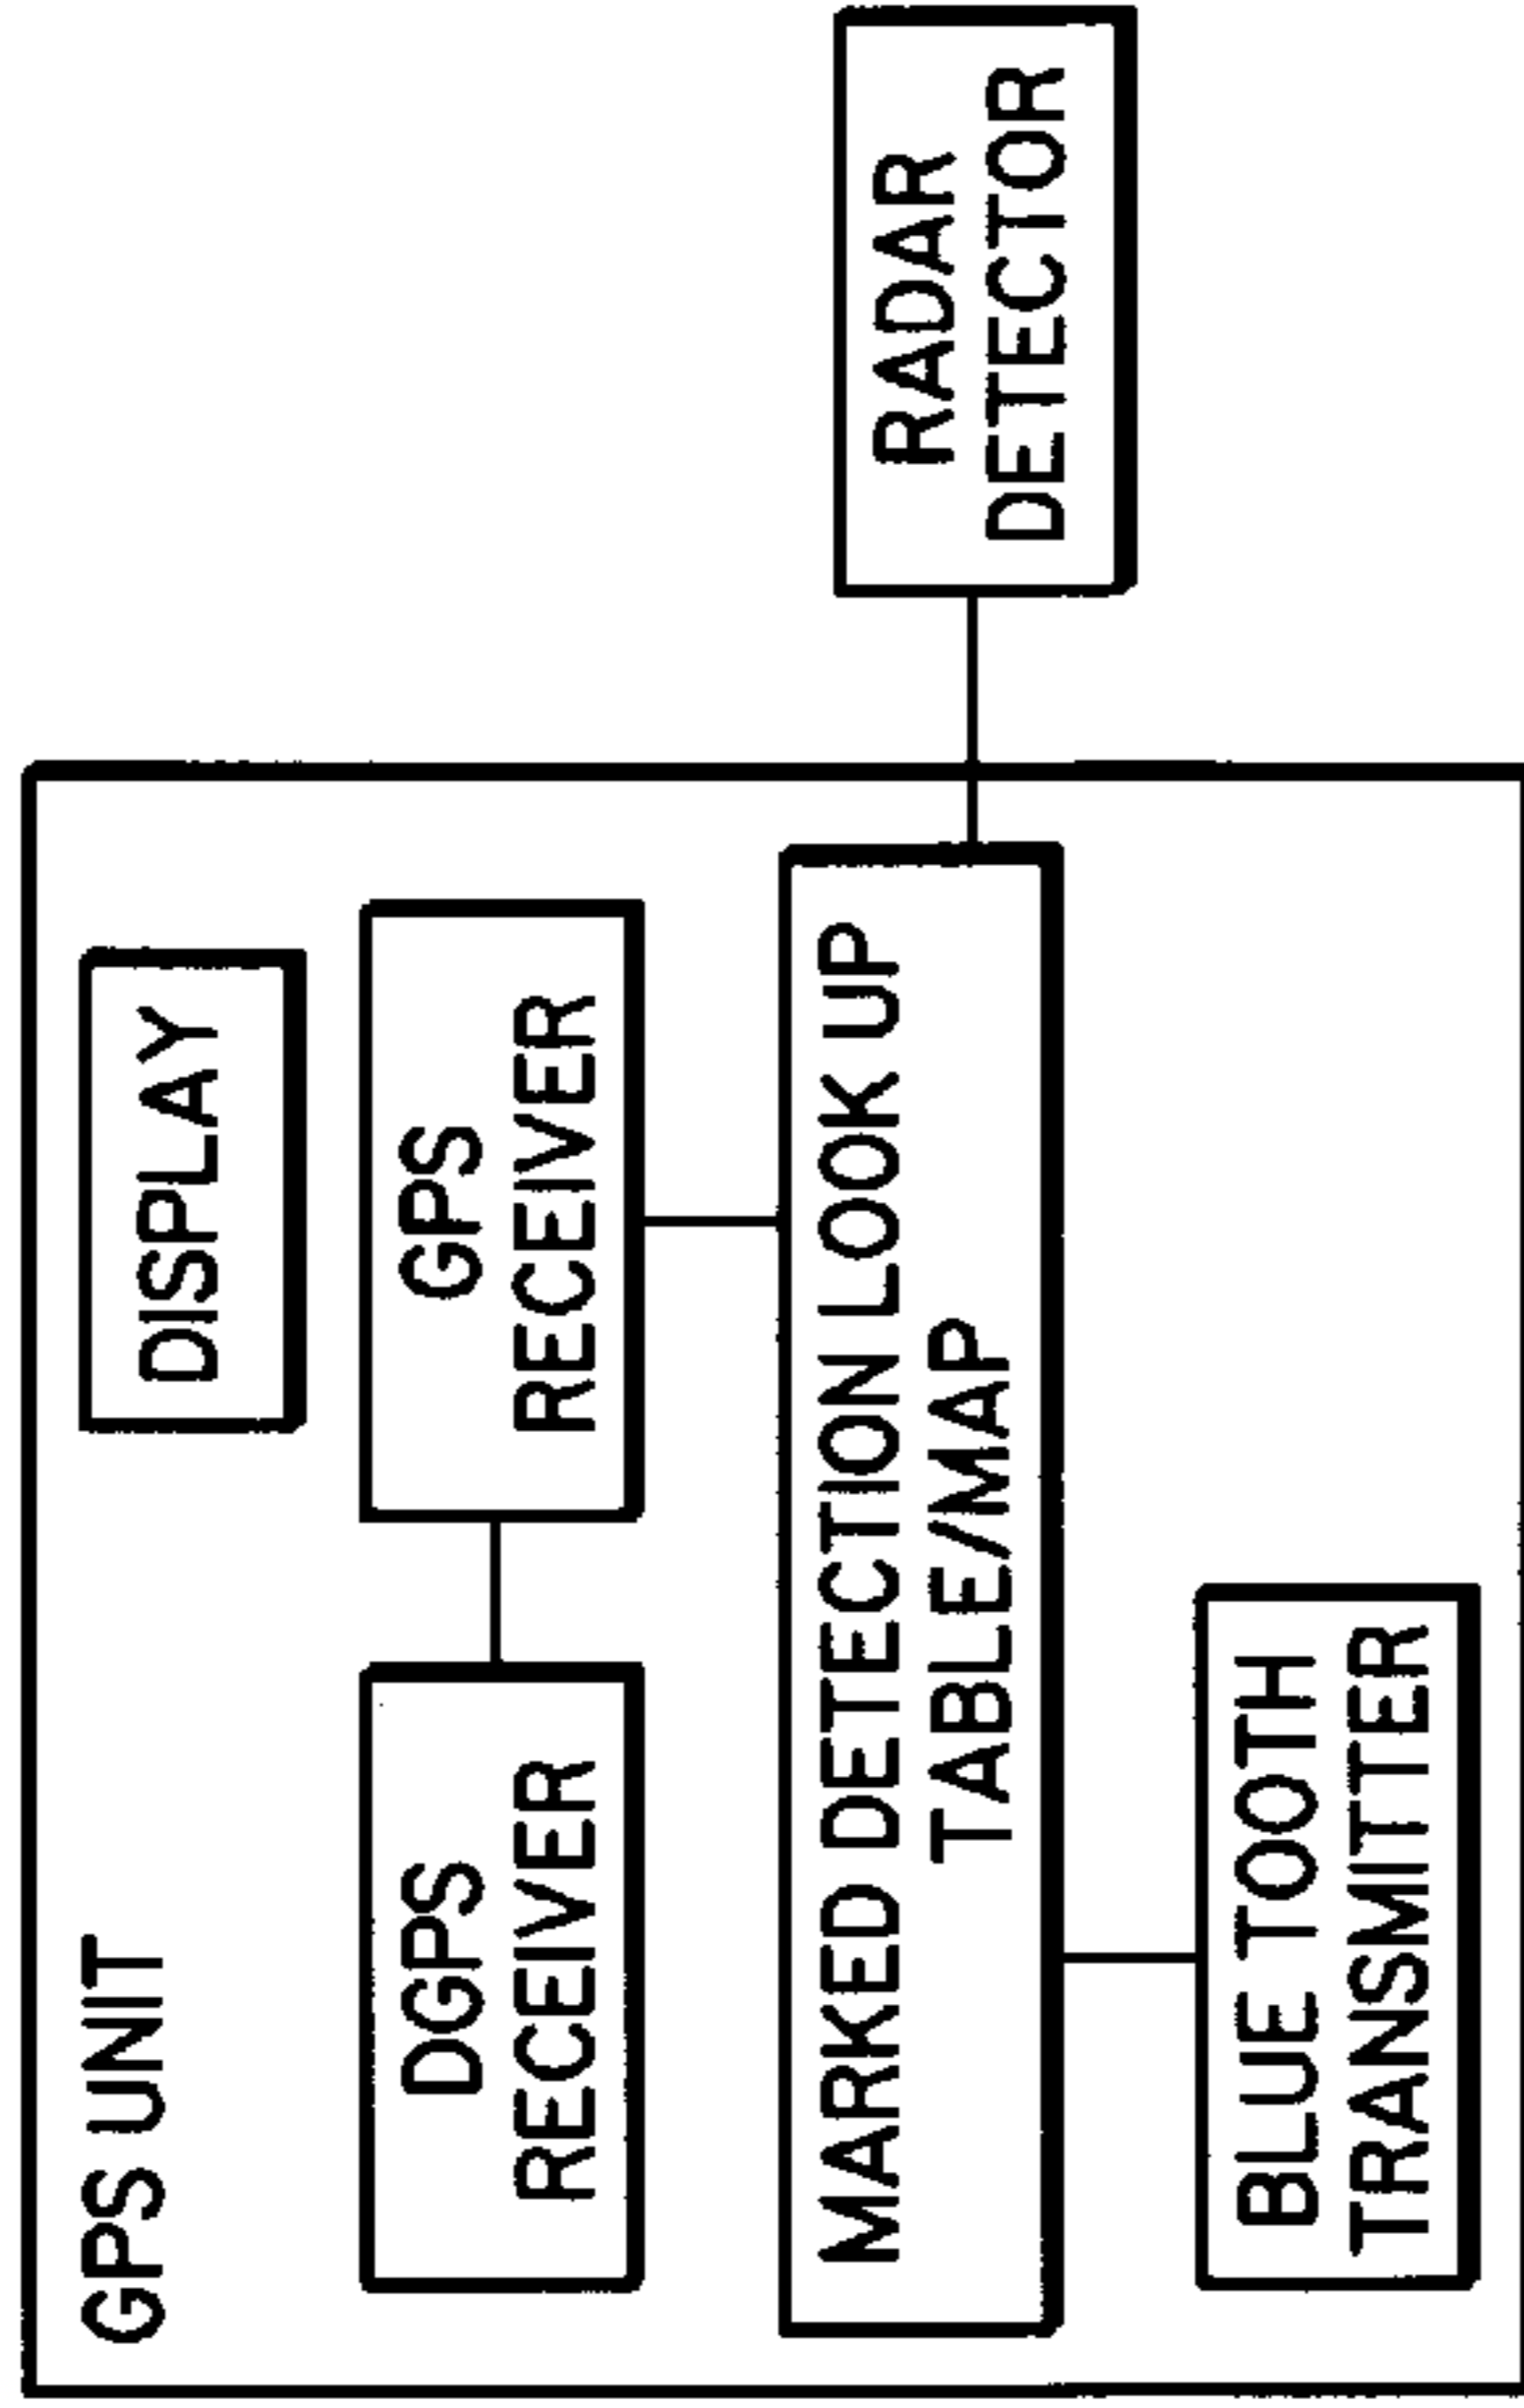 GPS UNIT
DISPLAY
DGPS
RECEIVER
GPS
RECEIVER
MARKED DETECTION LOOK UP
TABLE/MAP
BLUE TOOTH
TRANSMITTER
RADAR
DETECTOR